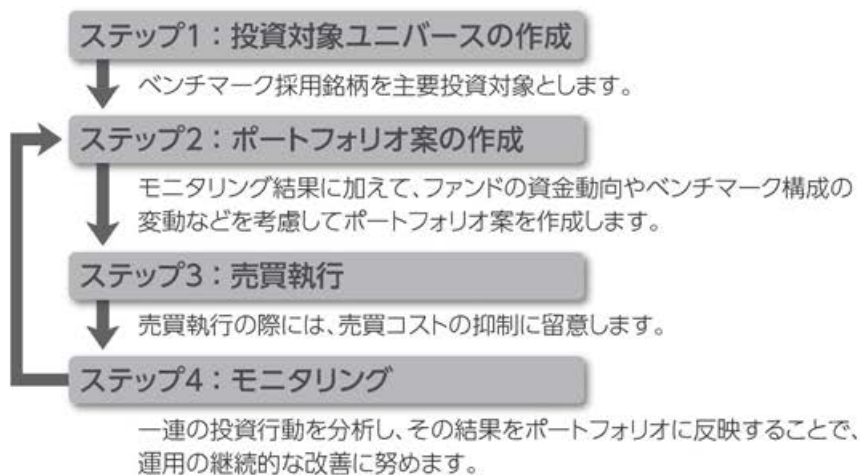 ステップ1：投資対象ユニバースの作成
ベンチマーク採用銘柄を主要投資対象とします。
ステップ2：ポートフォリオ案の作成
モニタリング結果に加えて、ファンドの資金動向やベンチマーク構成の
変動などを考慮してポートフォリオ案を作成します。
ステップ3：売買執行
売買執行の際には、売買コストの抑制に留意します。
ステップ4：モニタリング
一連の投資行動を分析し、その結果をポートフォリオに反映することで、
運用の継続的な改善に努めます。